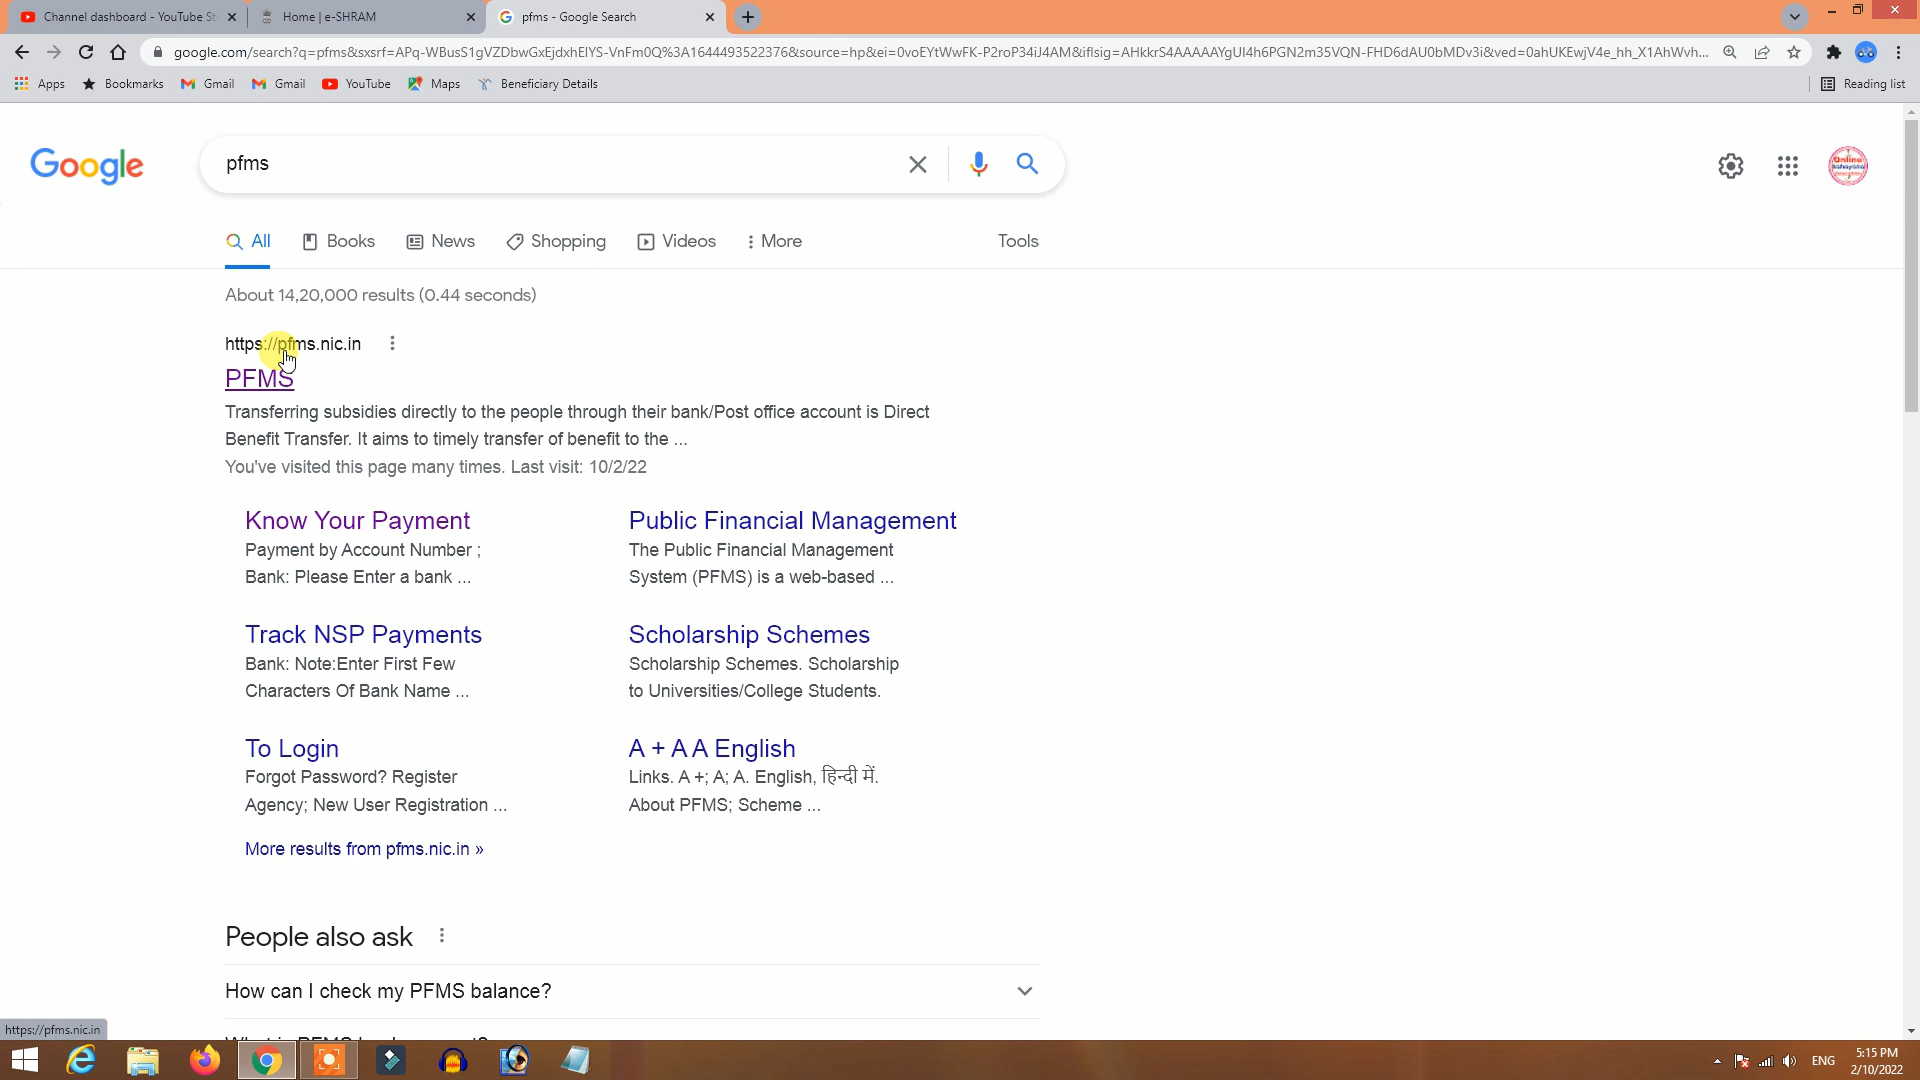 Channel dashboard - YouTube St
Home | e-SHRAM
pfms - Google Search
google.com/search?q=pfms&sxsrf=APq-WBusS1gVZDbwGxEjdxhEIYS-VnFm0Q%3A1644493522376&source=hp&ei=0voEYtWwFK-P2roP34iJ4AM&iflsig=AHkkrS4AAAAAYgUI4h6PGN2m35VQN-FHD6dAU0bMDv3i&ved=0ahUKEwjV4e_hh_X1AhWvh...
Apps
Bookmarks
Gmail
Gmail
YouTube
Maps
Beneficiary Details
Reading list
Google
pfms
Online
All
Books
News
Shopping
Videos
More
Tools
About 14,20,000 results (0.44 seconds)
https://pfms.nic.in
PFMS
Transferring subsidies directly to the people through their bank/Post office account is Direct
Benefit Transfer. It aims to timely transfer of benefit to the ...
You've visited this page many times. Last visit: 10/2/22
Know Your Payment
Payment by Account Number ;
Bank: Please Enter a bank ...
Public Financial Management
The Public Financial Management
System (PFMS) is a web-based ...
Track NSP Payments
Bank: Note:Enter First Few
Characters Of Bank Name ...
Scholarship Schemes
Scholarship Schemes. Scholarship
to Universities/College Students.
To Login
Forgot Password? Register
Agency; New User Registration ...
A + A A English
Links. A +; A; A. English, हिन्दी में.
About PFMS; Scheme ...
More results from pfms.nic.in »
People also ask
How can I check my PFMS balance?
https://pfms.nic.in
ENG
5:15 PM
2/10/2022